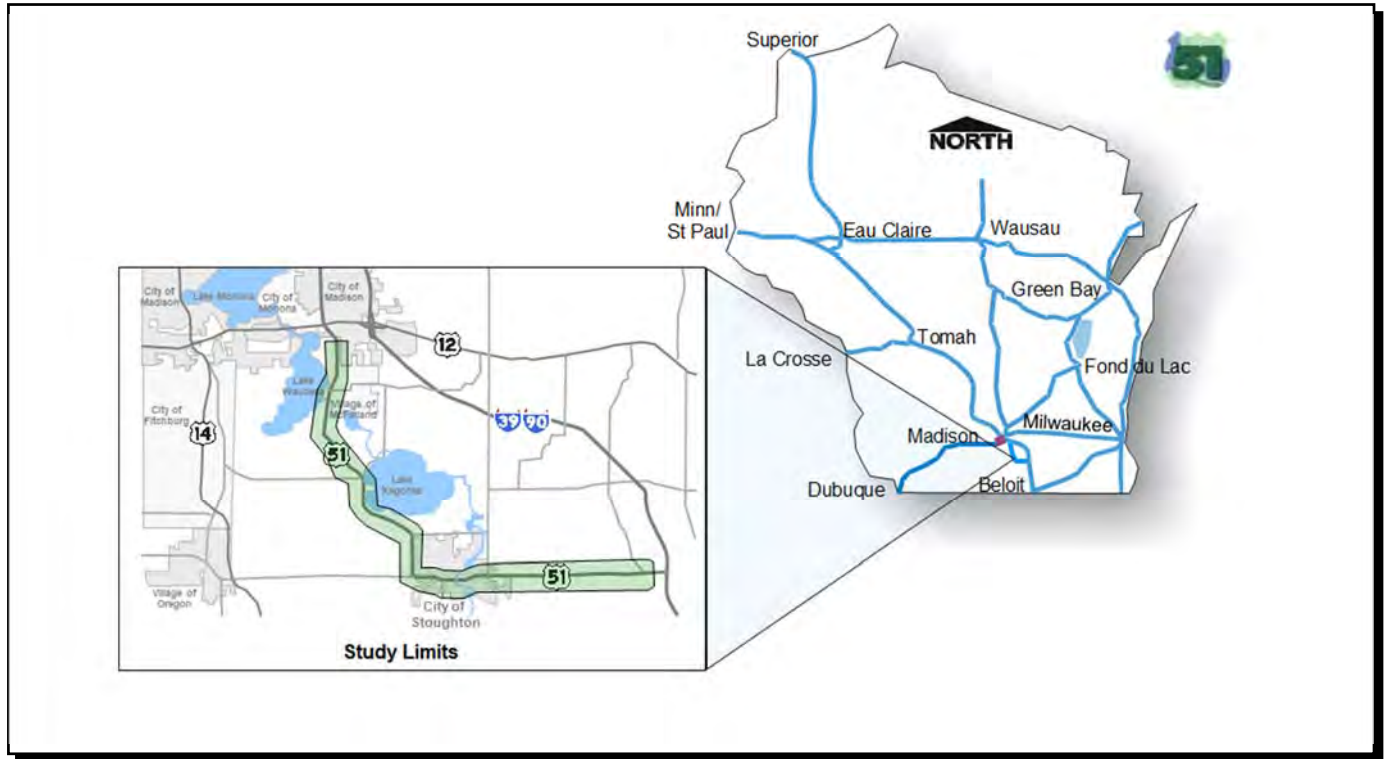 Superior
51
NORTH
Minn/
St Paul
Eau Claire
Wausau
Green Bay
Tomah
La Crosse
Fond du Lac
Madison
Milwaukee
Dubuque
Beloit
City of
Madison
Lake Monona
City of
Monona
City of
Madison
12
Lake
Waubesa
Village of
McFarland
City of
Fitchburg
14
39 90
51
Lake
Kegonsa
51
Village of
Oregon
City of
Stoughton
Study Limits